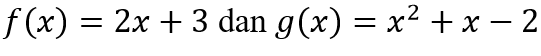 f(x) = 2x + 3 dan g(x) = x² + x − 2